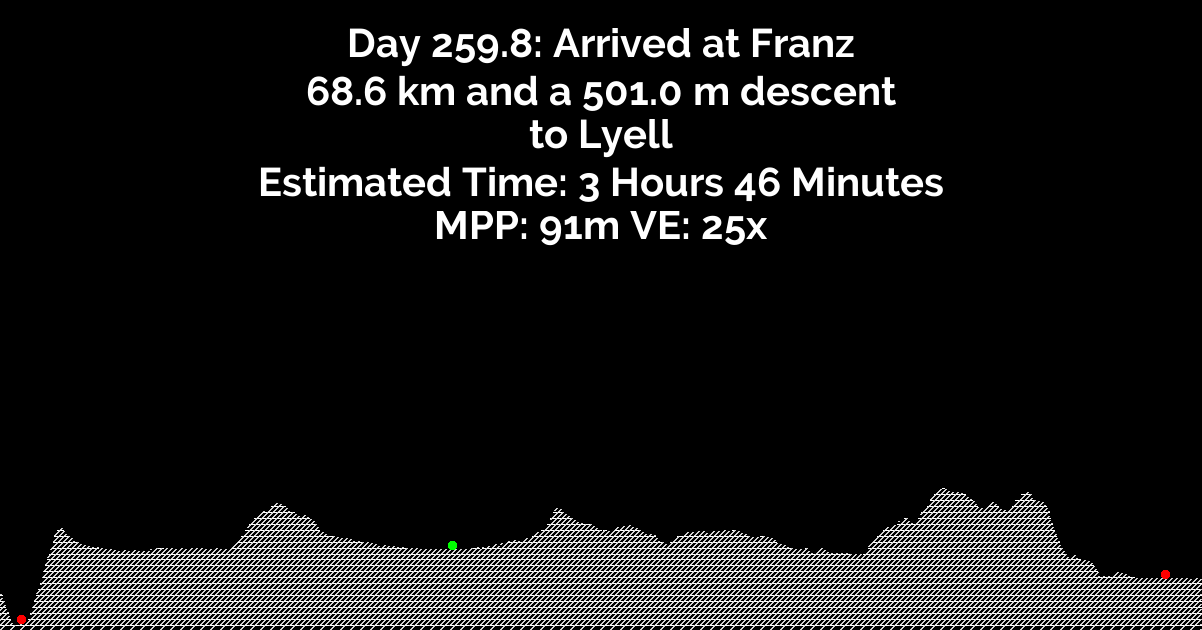 Day 259.8: Arrived at Franz
68.6 km and a 501.0 m descent
to Lyell
Estimated Time: 3 Hours 46 Minutes
MPP: 91m VE: 25x